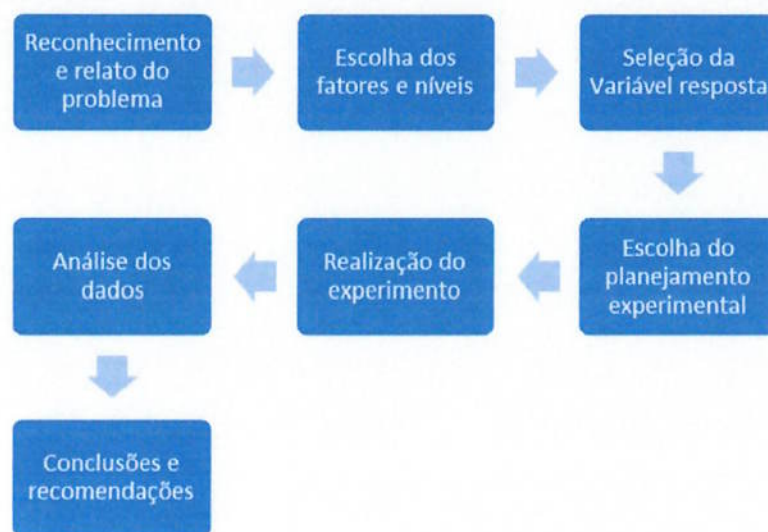 Reconhecimento
e relato do
problema
Escolha dos
fatores e níveis
Seleção da
Variável resposta
Escolha do
planejamento
experimental
Realização do
experimento
Análise dos
dados
Conclusões e
recomendações